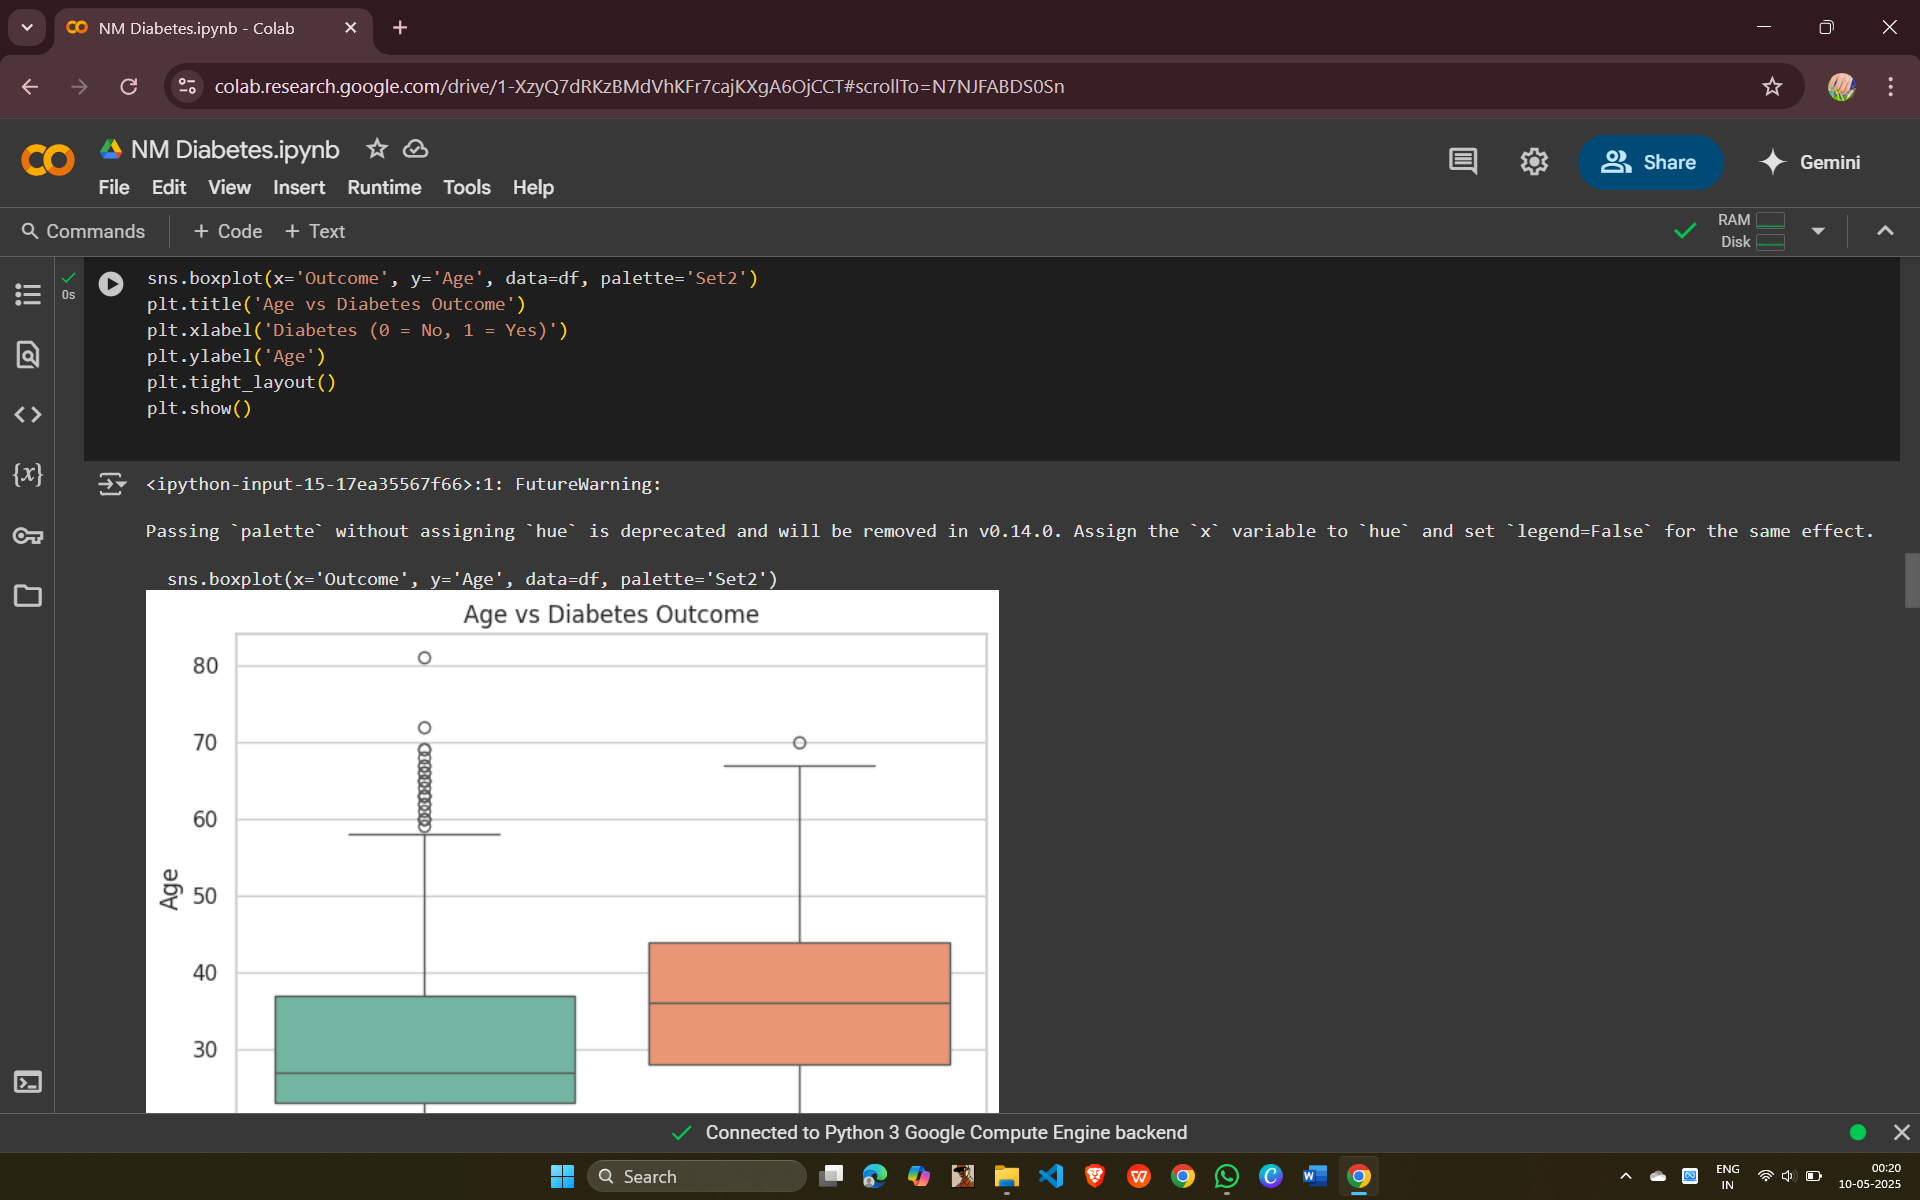 NM Diabetes.ipynb - Colab
colab.research.google.com/drive/1-XzyQ7dRKzBMdVhKFr7cajKXgA6OjCCT#scrollTo=N7NJFABDS0Sn
NM Diabetes.ipynb
File Edit View Insert Runtime Tools Help
Share
Gemini
Commands + Code + Text
RAM
Disk
0s
sns.boxplot(x='Outcome', y='Age', data=df, palette='Set2')
plt.title('Age vs Diabetes Outcome')
plt.xlabel('Diabetes (0 = No, 1 = Yes)')
plt.ylabel('Age')
plt.tight_layout()
plt.show()
<ipython-input-15-17ea35567f66>:1: FutureWarning:
Passing `palette` without assigning `hue` is deprecated and will be removed in v0.14.0. Assign the `x` variable to `hue` and set `legend=False` for the same effect.
sns.boxplot(x='Outcome', y='Age', data=df, palette='Set2')
Age vs Diabetes Outcome
80
70
60
Age
50
40
30
Connected to Python 3 Google Compute Engine backend
Search
ENG
IN
00:20
10-05-2025